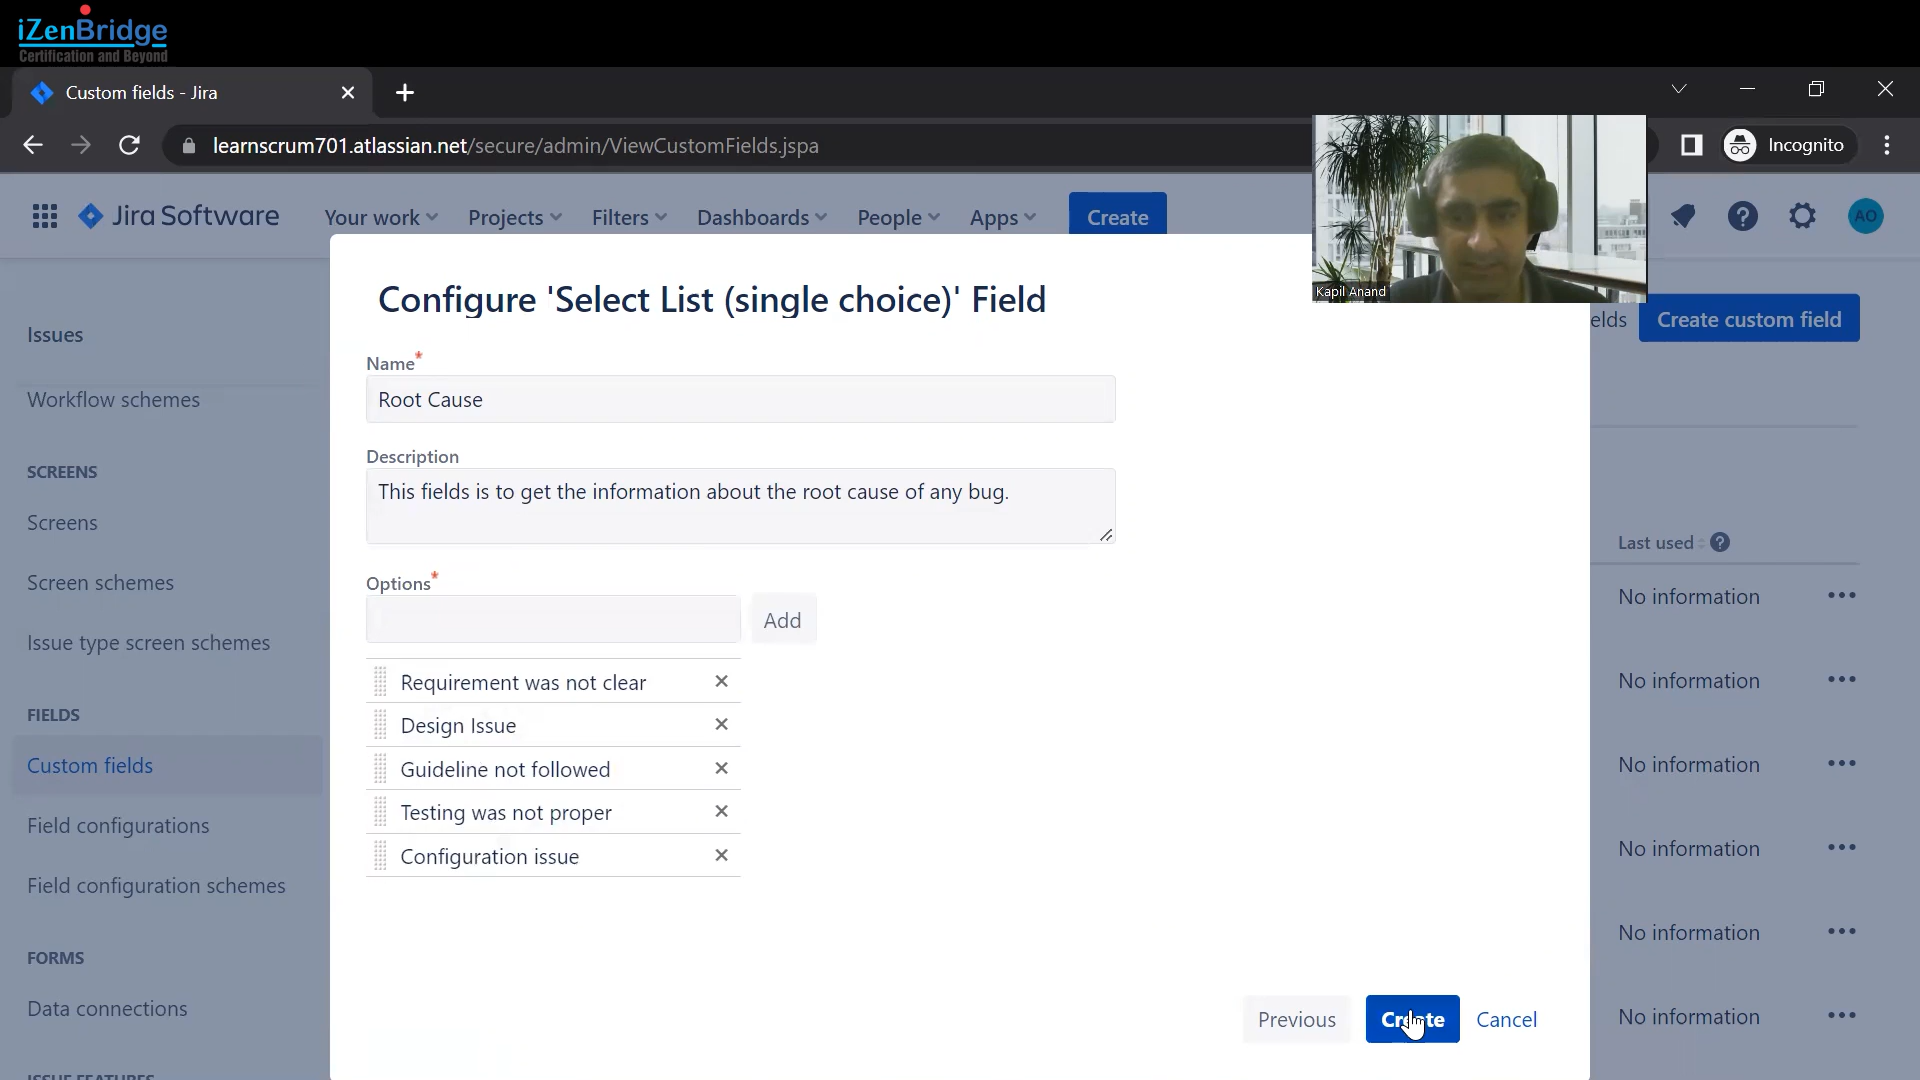 iZenBridge
Certification and Beyond
Custom fields - Jira
learnscrum701.atlassian.net/secure/admin/ViewCustomFields.jspa
Incognito
Jira Software
Your work
Projects
Filters
Dashboards
People
Apps
Create
AO
Kapil Anand
elds
Create custom field
Issues
Workflow schemes
SCREENS
Screens
Screen schemes
Issue type screen schemes
FIELDS
Custom fields
Field configurations
Field configuration schemes
FORMS
Data connections
ISSUE FEATURES
Configure 'Select List (single choice)' Field
Name*
Root Cause
Description
This fields is to get the information about the root cause of any bug.
Options*
Add
Requirement was not clear
Design Issue
Guideline not followed
Testing was not proper
Configuration issue
Previous
Create
Cancel
Last used
No information
No information
No information
No information
No information
No information